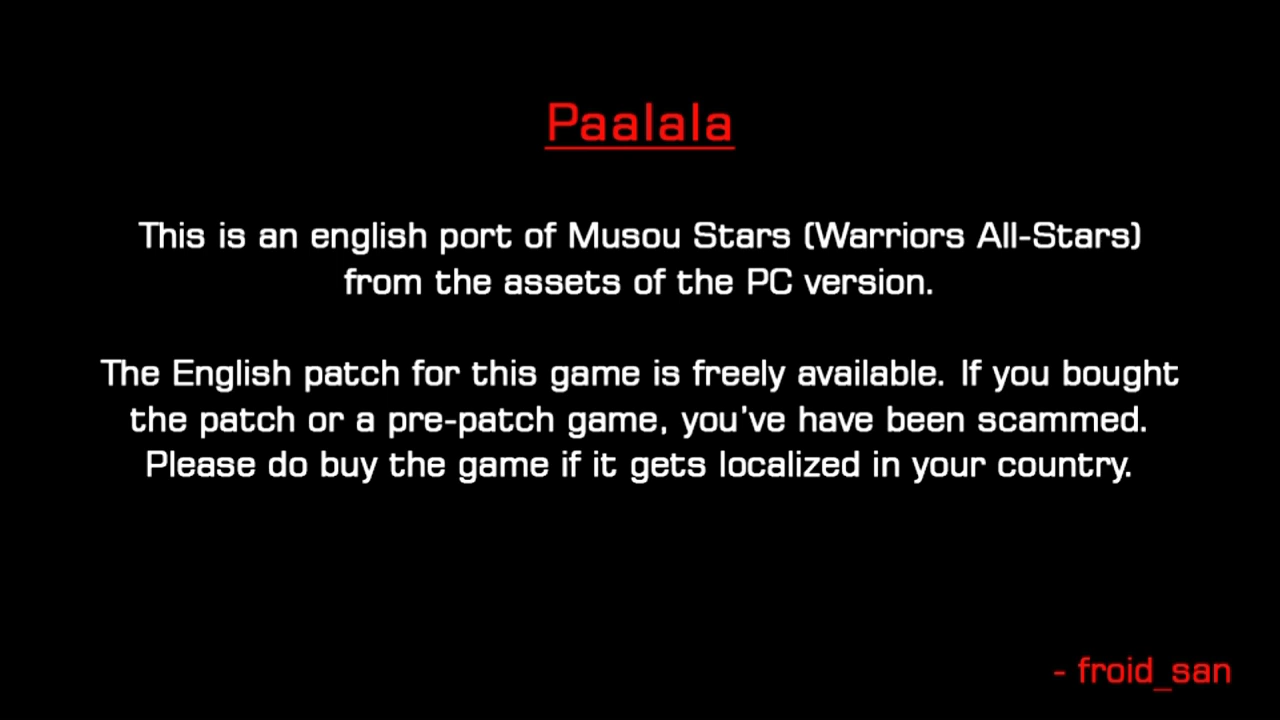 Paalala
This is an english port of Musou Stars (Warriors All-Stars)
from the assets of the PC version.
The English patch for this game is freely available. If you bought
the patch or a pre-patch game, you've have been scammed.
Please do buy the game if it gets localized in your country.
- froid_san